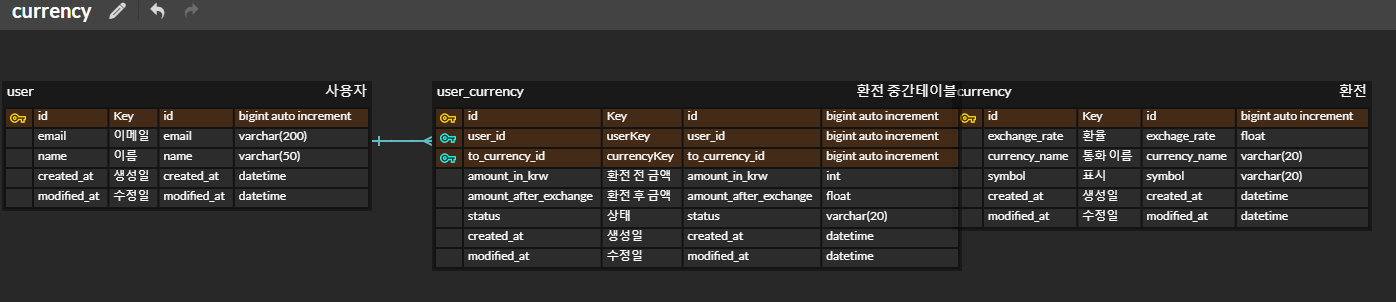 currency
user 사용자
id Key id bigint auto increment
email 이메일 email varchar(200)
name 이름 name varchar(50)
created_at 생성일 created_at datetime
modified_at 수정일 modified_at datetime
user_currency 환전 중간테이블
id Key id bigint auto increment
user_id userKey user_id bigint auto increment
to_currency_id currencyKey to_currency_id bigint auto increment
amount_in_krw 환전 전 금액 amount_in_krw int
amount_after_exchange 환전 후 금액 amount_after_exchange float
status 상태 status varchar(20)
created_at 생성일 created_at datetime
modified_at 수정일 modified_at datetime
currency 환전
id Key id bigint auto increment
exchange_rate 환율 exchage_rate float
currency_name 통화 이름 currency_name varchar(20)
symbol 표시 symbol varchar(20)
created_at 생성일 created_at datetime
modified_at 수정일 modified_at datetime